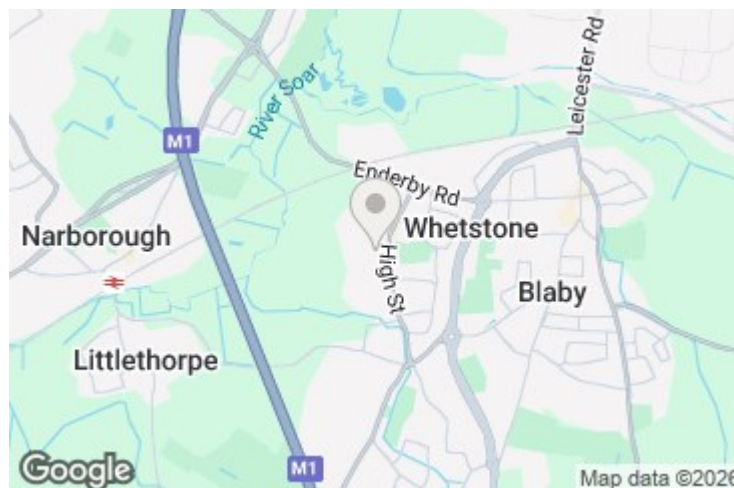 Leicester Rd
River Soar
M1
Enderby Rd
Narborough
Whetstone
High St
Blaby
Littlethorpe
M1
Google
Map data ©2026